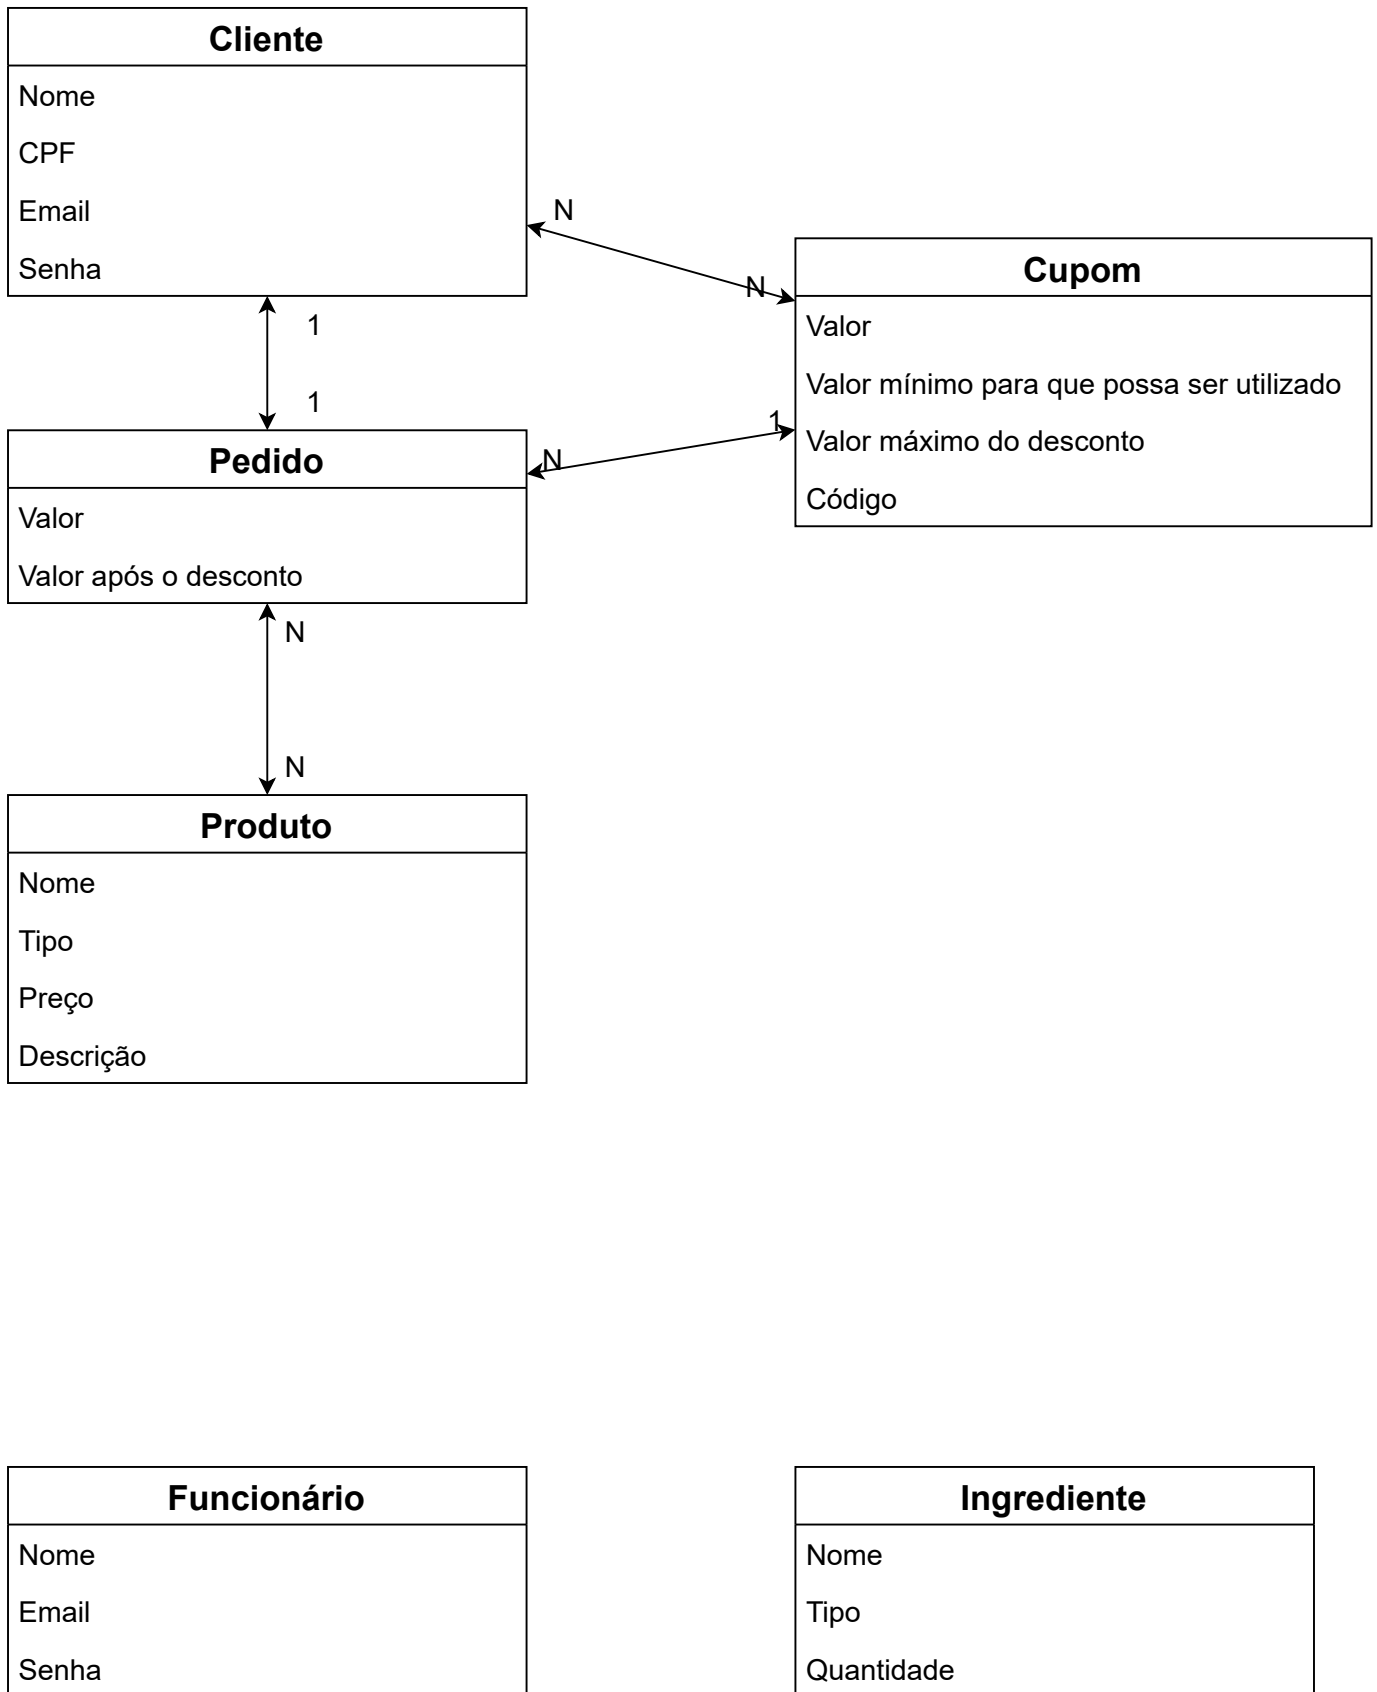 Cliente
Nome
CPF
Email
Senha
N
N
Cupom
Valor
Valor mínimo para que possa ser utilizado
Valor máximo do desconto
Código
1
1
1
N
Pedido
Valor
Valor após o desconto
N
N
Produto
Nome
Tipo
Preço
Descrição
Funcionário
Nome
Email
Senha
Ingrediente
Nome
Tipo
Quantidade